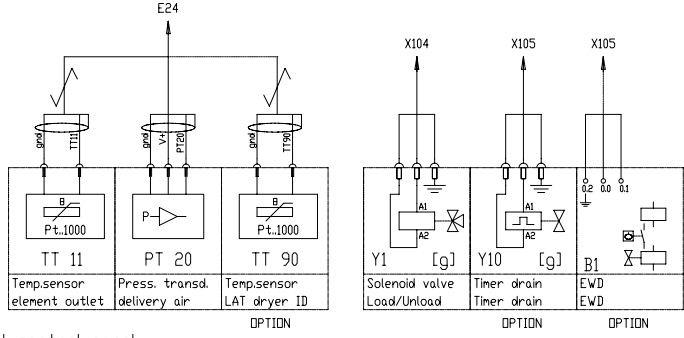 E24
X104 X105 X105
gnd TT11 gnd V+ PT20 gnd TT90
0.2 0.0 0.1
θ θ
Pt..1000 P Pt..1000
A1 A1
A2 A2
TT 11 PT 20 TT 90 Y1 [g] Y10 [g] B1
Temp.sensor Press. transd. Temp.sensor Solenoid valve Timer drain EWD
element outlet delivery air LAT dryer ID Load/Unload Timer drain EWD
OPTION OPTION OPTION